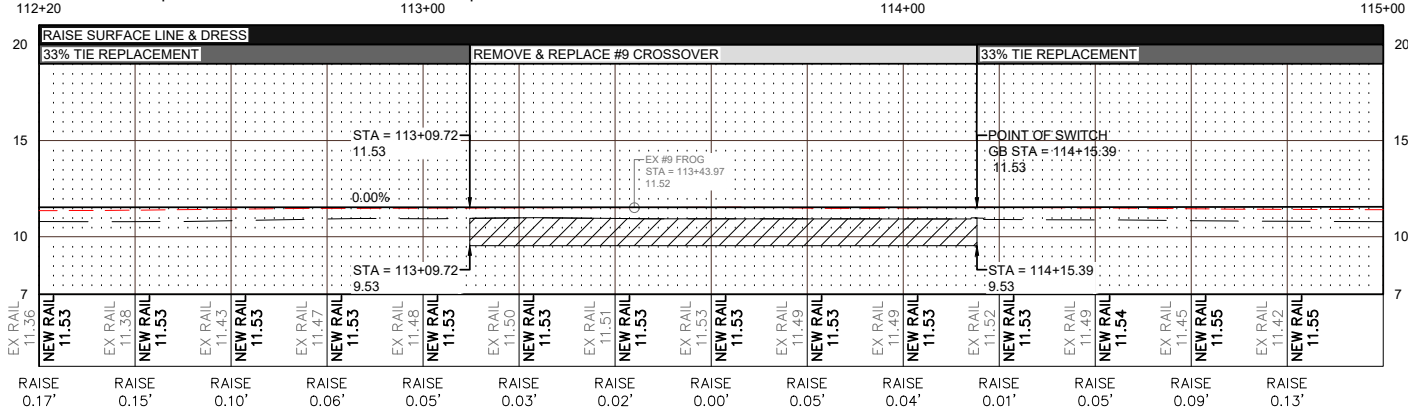 112+20 113+00 114+00 115+00
RAISE SURFACE LINE & DRESS
20 20
33% TIE REPLACEMENT REMOVE & REPLACE #9 CROSSOVER 33% TIE REPLACEMENT
15
STA = 113+09.72
11.53
POINT OF SWITCH
GB STA = 114+15.39
11.53
EX #9 FROG
STA = 113+43.97
11.52
0.00%
10 10
STA = 113+09.72
9.53
STA = 114+15.39
9.53
7 7
EX RAIL
11.36
NEW RAIL
11.53
EX RAIL
11.38
NEW RAIL
11.53
EX RAIL
11.43
NEW RAIL
11.53
EX RAIL
11.47
NEW RAIL
11.53
EX RAIL
11.48
NEW RAIL
11.53
EX RAIL
11.50
NEW RAIL
11.53
EX RAIL
11.51
NEW RAIL
11.53
EX RAIL
11.53
NEW RAIL
11.53
EX RAIL
11.49
NEW RAIL
11.53
EX RAIL
11.49
NEW RAIL
11.53
EX RAIL
11.52
NEW RAIL
11.53
EX RAIL
11.49
NEW RAIL
11.54
EX RAIL
11.45
NEW RAIL
11.55
EX RAIL
11.42
NEW RAIL
11.55
RAISE RAISE RAISE RAISE RAISE RAISE RAISE RAISE RAISE RAISE RAISE RAISE RAISE RAISE
0.17' 0.15' 0.10' 0.06' 0.05' 0.03' 0.02' 0.00' 0.05' 0.04' 0.01' 0.05' 0.09' 0.13'